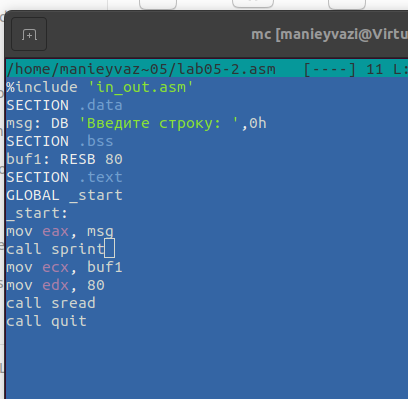 mc [manieyvazi@Virtu
/home/manieyvaz~05/lab05-2.asm [----] 11 L:
%include 'in_out.asm'
SECTION .data
msg: DB 'Введите строку: ',0h
SECTION .bss
buf1: RESB 80
SECTION .text
GLOBAL _start
_start:
mov eax, msg
call sprint
mov ecx, buf1
mov edx, 80
call sread
call quit